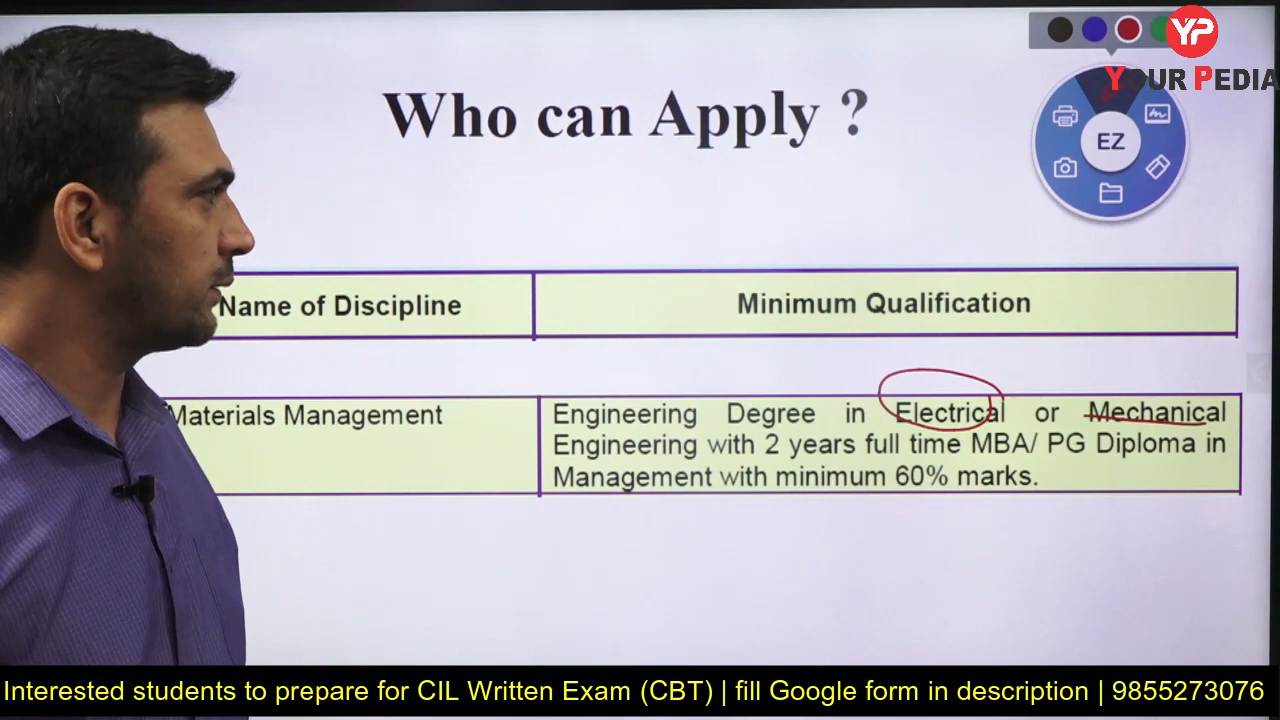 YP
YOUR PEDIA
Who can Apply ?
EZ
Name of Discipline
Minimum Qualification
Materials Management
Engineering Degree in Electrical or Mechanical
Engineering with 2 years full time MBA/ PG Diploma in
Management with minimum 60% marks.
Interested students to prepare for CIL Written Exam (CBT) | fill Google form in description | 9855273076